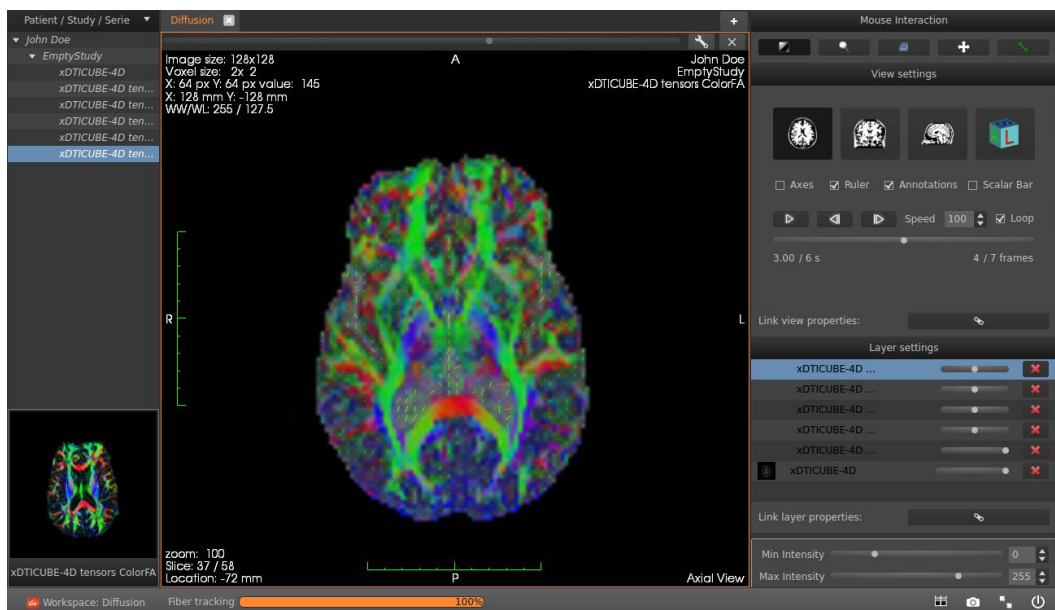 Patient / Study / Serie
Diffusion
Mouse Interaction
John Doe
EmptyStudy
xDTICUBE-4D
xDTICUBE-4D ten...
xDTICUBE-4D ten...
xDTICUBE-4D ten...
xDTICUBE-4D ten...
xDTICUBE-4D ten...
Image size: 128x128
Voxel size: 2x 2
X: 64 px Y: 64 px value: 145
X: 128 mm Y: -128 mm
WW/WL: 255 / 127.5
A
John Doe
EmptyStudy
xDTICUBE-4D tensors ColorFA
R
L
zoom: 100
Slice: 37 / 58
Location: -72 mm
P
Axial View
View settings
L
Axes
Ruler
Annotations
Scalar Bar
Speed 100
Loop
3.00 / 6 s
4 / 7 frames
Link view properties:
Layer settings
xDTICUBE-4D ...
xDTICUBE-4D ...
xDTICUBE-4D ...
xDTICUBE-4D ...
xDTICUBE-4D ...
xDTICUBE-4D
Link layer properties:
Min Intensity 0
Max Intensity 255
xDTICUBE-4D tensors ColorFA
Workspace: Diffusion
Fiber tracking 100%